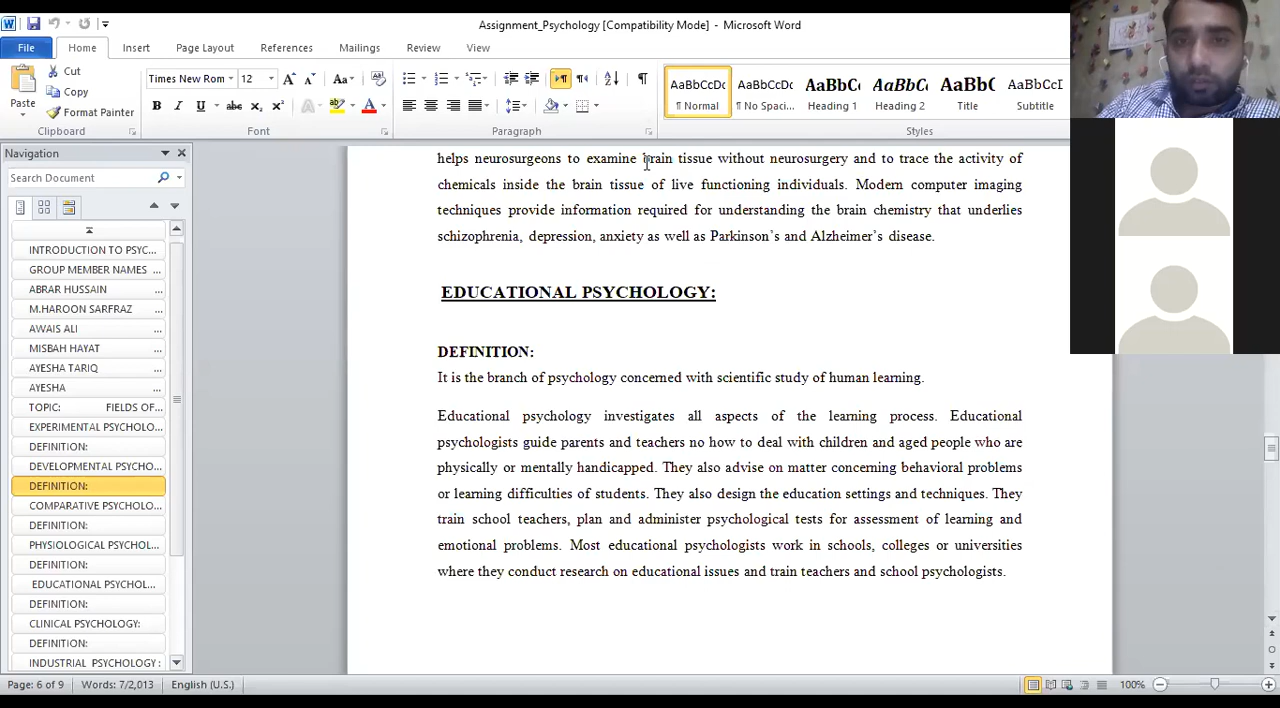 Assignment_Psychology [Compatibility Mode] - Microsoft Word
File Home Insert Page Layout References Mailings Review View
Paste
Cut
Copy
Format Painter
Clipboard
Times New Rom 12
Font
Paragraph
AaBbCcDc AaBbCcDc AaBbC AaBbC AaBb( AaBbCcDc
¶ Normal ¶ No Spaci... Heading 1 Heading 2 Title Subtitle
Styles
Navigation
Search Document
INTRODUCTION TO PSYC...
GROUP MEMBER NAMES ...
ABRAR HUSSAIN ...
M.HAROON SARFRAZ ...
AWAIS ALI ...
MISBAH HAYAT ...
AYESHA TARIQ ...
AYESHA ...
TOPIC: FIELDS OF...
EXPERIMENTAL PSYCHOLO...
DEFINITION:
DEVELOPMENTAL PSYCHO...
DEFINITION:
COMPARATIVE PSYCHOLO...
DEFINITION:
PHYSIOLOGICAL PSYCHOL...
DEFINITION:
EDUCATIONAL PSYCHOL...
DEFINITION:
CLINICAL PSYCHOLOGY:
DEFINITION:
INDUSTRIAL PSYCHOLOGY :
helps neurosurgeons to examine brain tissue without neurosurgery and to trace the activity of
chemicals inside the brain tissue of live functioning individuals. Modern computer imaging
techniques provide information required for understanding the brain chemistry that underlies
schizophrenia, depression, anxiety as well as Parkinson's and Alzheimer's disease.
EDUCATIONAL PSYCHOLOGY:
DEFINITION:
It is the branch of psychology concerned with scientific study of human learning.
Educational psychology investigates all aspects of the learning process. Educational
psychologists guide parents and teachers no how to deal with children and aged people who are
physically or mentally handicapped. They also advise on matter concerning behavioral problems
or learning difficulties of students. They also design the education settings and techniques. They
train school teachers, plan and administer psychological tests for assessment of learning and
emotional problems. Most educational psychologists work in schools, colleges or universities
where they conduct research on educational issues and train teachers and school psychologists.
Page: 6 of 9 Words: 7/2,013 English (U.S.) 100%